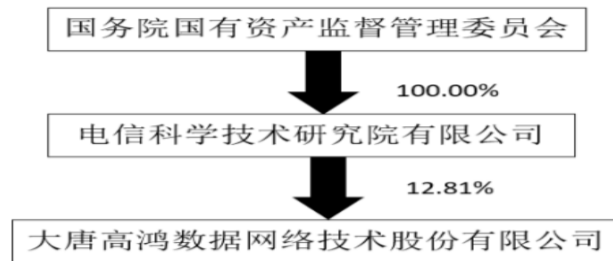 国务院国有资产监督管理委员会
100.00%
电信科学技术研究院有限公司
12.81%
大唐高鸿数据网络技术股份有限公司